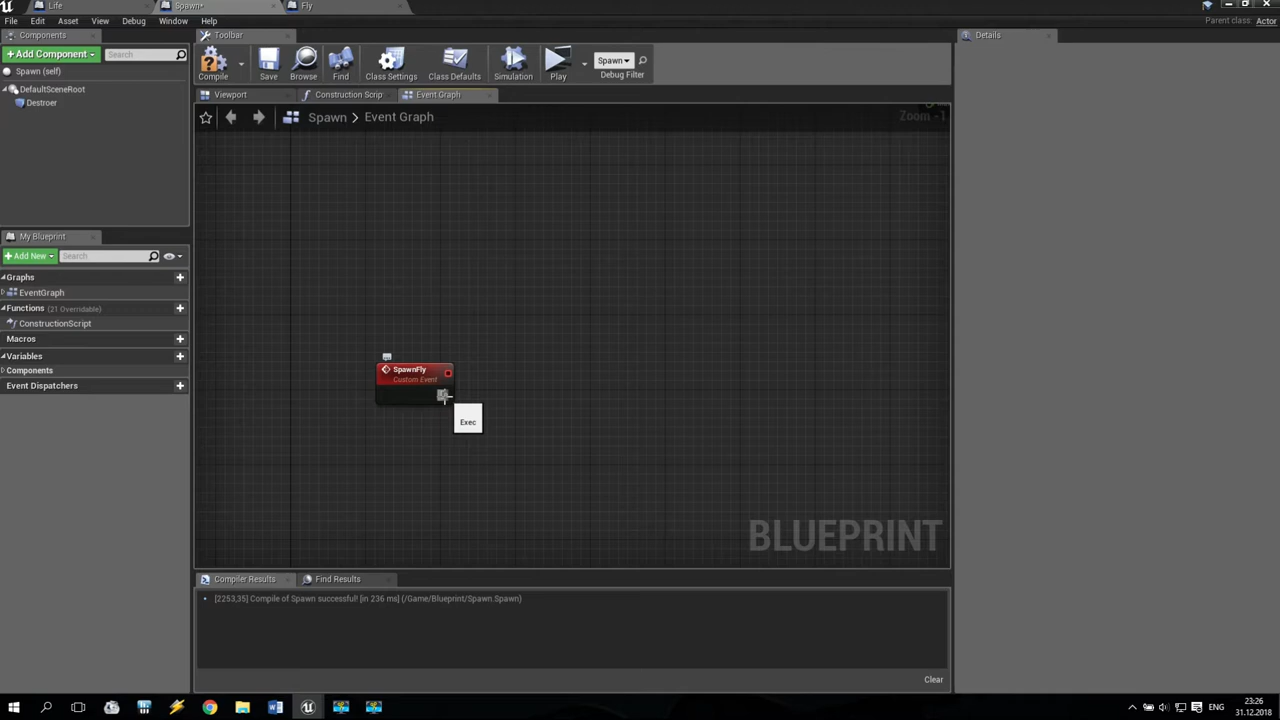 Life
Spawn*
Fly
File
Edit
Asset
View
Debug
Window
Help
Parent class: Actor
Components
Toolbar
Details
Add Component
Search
Spawn (self)
DefaultSceneRoot
Destroer
Compile
Save
Browse
Find
Class Settings
Class Defaults
Simulation
Play
Spawn
Debug Filter
Viewport
Construction Scrip
Event Graph
Spawn > Event Graph
Zoom -1
My Blueprint
Add New
Search
Graphs
EventGraph
Functions (21 Overridable)
ConstructionScript
Macros
Variables
Components
Event Dispatchers
SpawnFly
Custom Event
Exec
BLUEPRINT
Compiler Results
Find Results
[2253,35] Compile of Spawn successful! [in 236 ms] (/Game/Blueprint/Spawn.Spawn)
Clear
ENG
23:26
31.12.2018